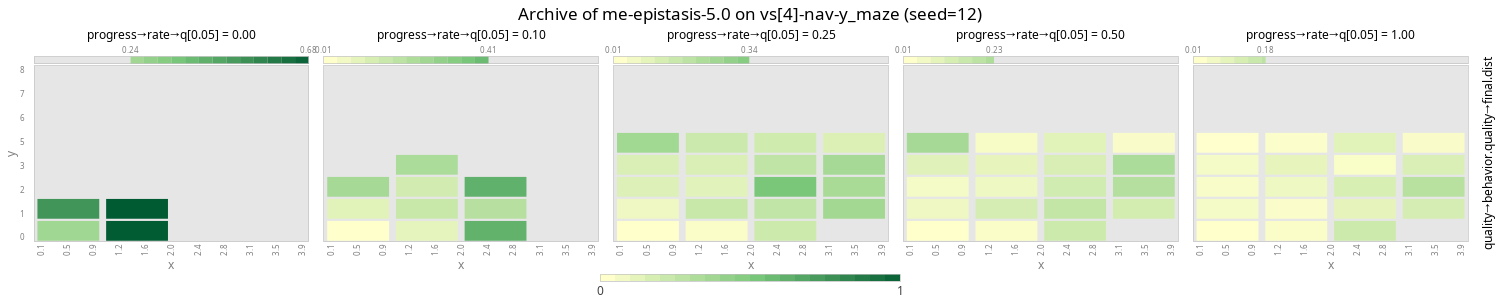 Archive of me-epistasis-5.0 on vs[4]-nav-y_maze (seed=12)
progress→rate→q[0.05] = 0.00
progress→rate→q[0.05] = 0.10
progress→rate→q[0.05] = 0.25
progress→rate→q[0.05] = 0.50
progress→rate→q[0.05] = 1.00
0.24 0.68
0.01 0.41
0.01 0.34
0.01 0.23
0.01 0.18
8
7
6
5
3
2
1
0
y
0.1 0.5 0.9 1.2 1.6 2.0 2.4 2.8 3.1 3.5 3.9
0.1 0.5 0.9 1.2 1.6 2.0 2.4 2.8 3.1 3.5 3.9
0.1 0.5 0.9 1.2 1.6 2.0 2.4 2.8 3.1 3.5 3.9
0.1 0.5 0.9 1.2 1.6 2.0 2.4 2.8 3.1 3.5 3.9
0.1 0.5 0.9 1.2 1.6 2.0 2.4 2.8 3.1 3.5 3.9
x
x
x
x
x
quality→behavior.quality→final.dist
0 1